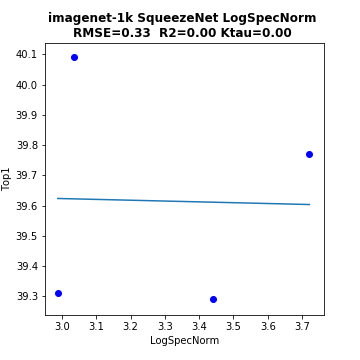 imagenet-1k SqueezeNet LogSpecNorm
RMSE=0.33 R2=0.00 Ktau=0.00
40.1
40.0
39.9
39.8
39.7
39.6
39.5
39.4
39.3
Top1
3.0 3.1 3.2 3.3 3.4 3.5 3.6 3.7
LogSpecNorm